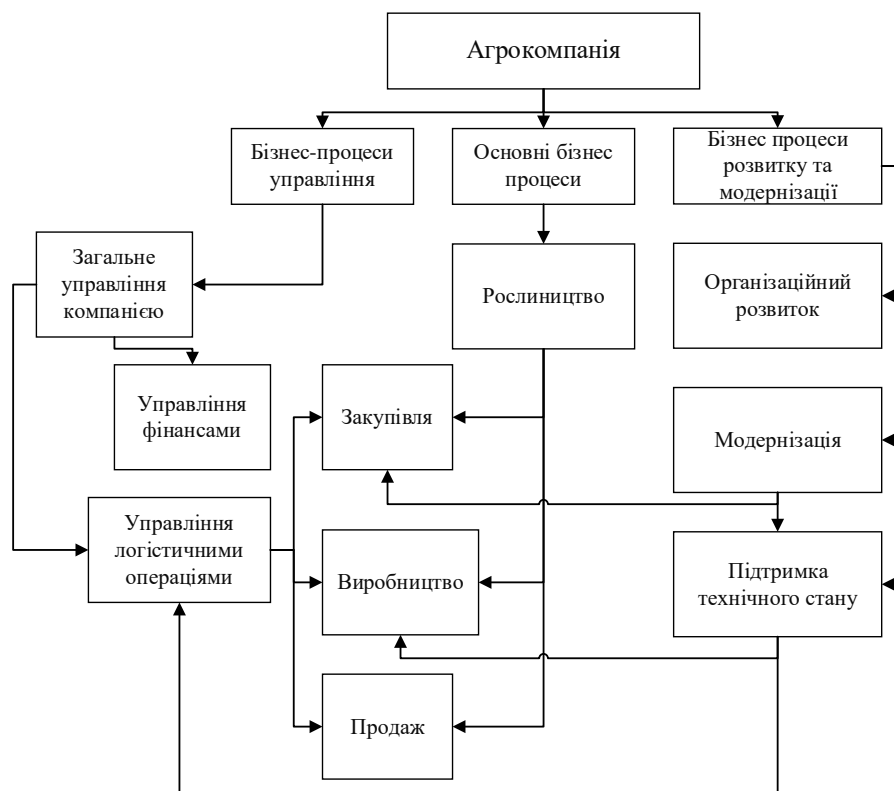 Агрокомпанія
Бізнес-процеси
управління
Основні бізнес
процеси
Бізнес процеси
розвитку та
модернізації
Загальне
управління
компанією
Рослиництво
Організаційний
розвиток
Управління
фінансами
Закупівля
Модернізація
Управління
логістичними
операціями
Виробництво
Підтримка
технічного стану
Продаж